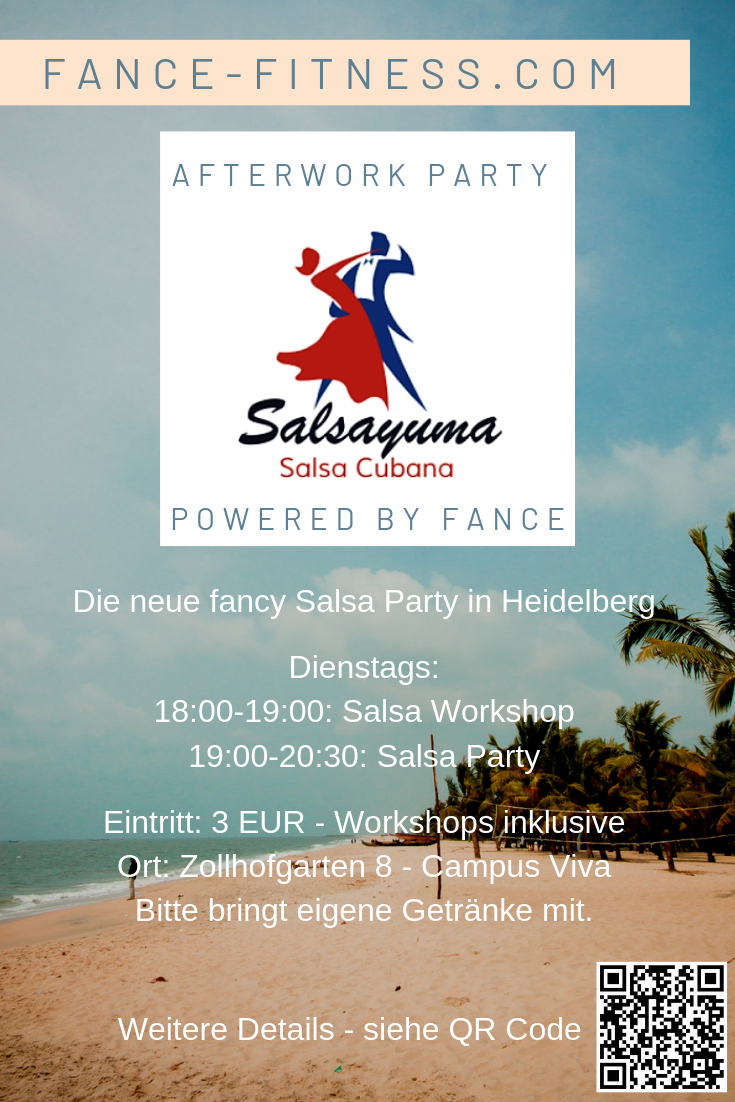 FANCE-FITNESS.COM
AFTERWORK PARTY
Salsayuma
Salsa Cubana
POWERED BY FANCE
Die neue fancy Salsa Party in Heidelberg
Dienstags:
18:00-19:00: Salsa Workshop
19:00-20:30: Salsa Party
Eintritt: 3 EUR - Workshops inklusive
Ort: Zollhofgarten 8 - Campus Viva
Bitte bringt eigene Getränke mit.
Weitere Details - siehe QR Code